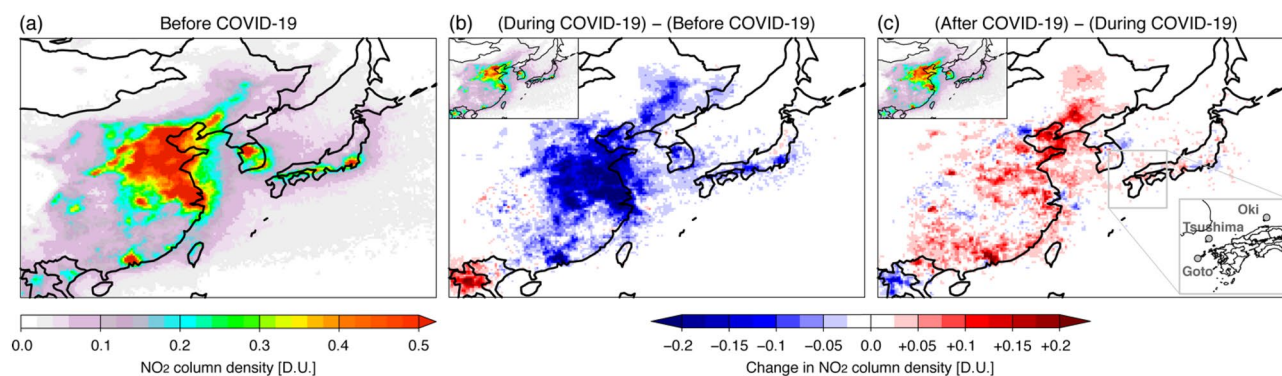 (a) Before COVID-19
(b) (During COVID-19) – (Before COVID-19)
(c) (After COVID-19) – (During COVID-19)
Oki
Tsushima
Goto
0.0 0.1 0.2 0.3 0.4 0.5
NO2 column density [D.U.]
−0.2 −0.15 −0.1 −0.05 0.0 +0.05 +0.1 +0.15 +0.2
Change in NO2 column density [D.U.]